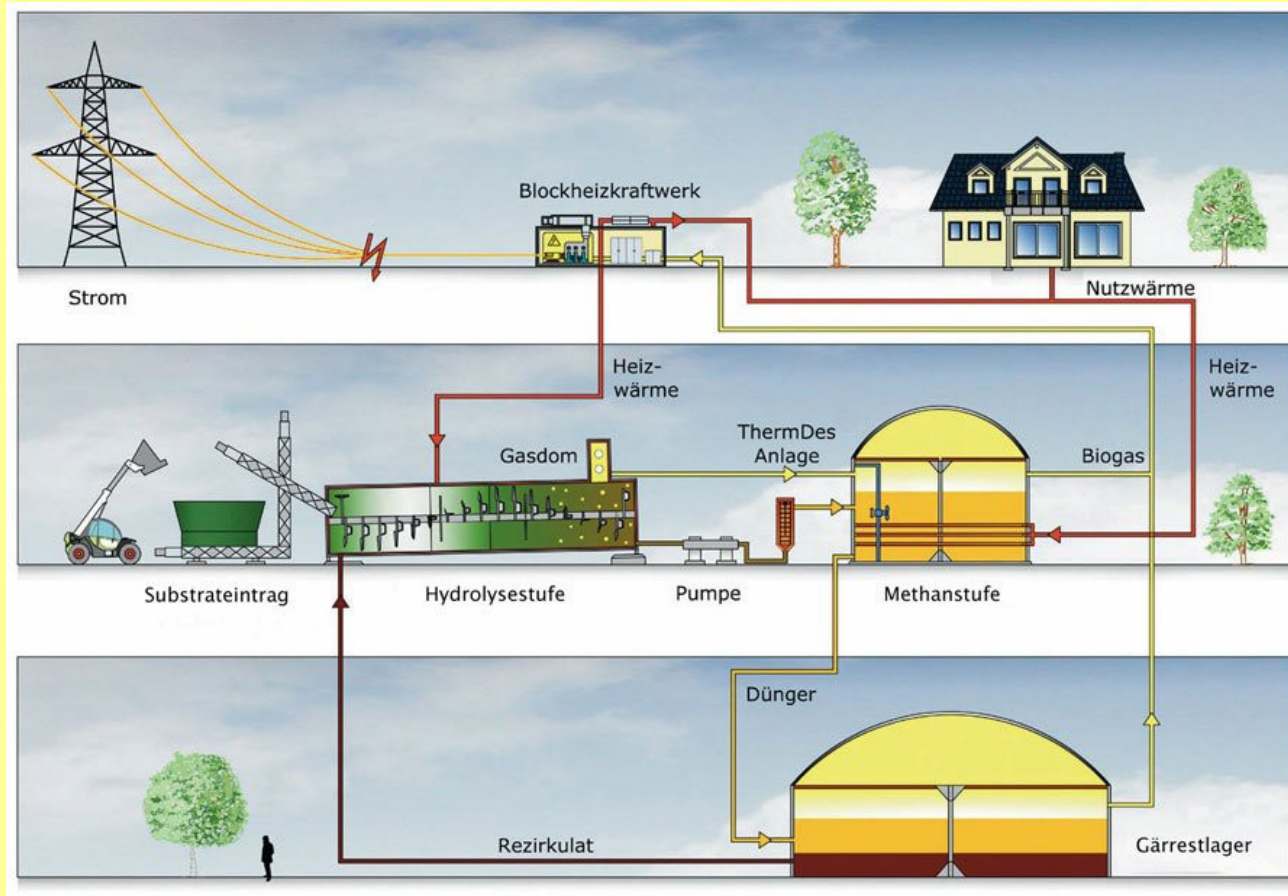 Blockheizkraftwerk
Strom
Nutzwärme
Heiz-
wärme
Heiz-
wärme
Gasdom
ThermDes
Anlage
Biogas
Substrateintrag
Hydrolysestufe
Pumpe
Methanstufe
Dünger
Rezirkulat
Gärrestlager